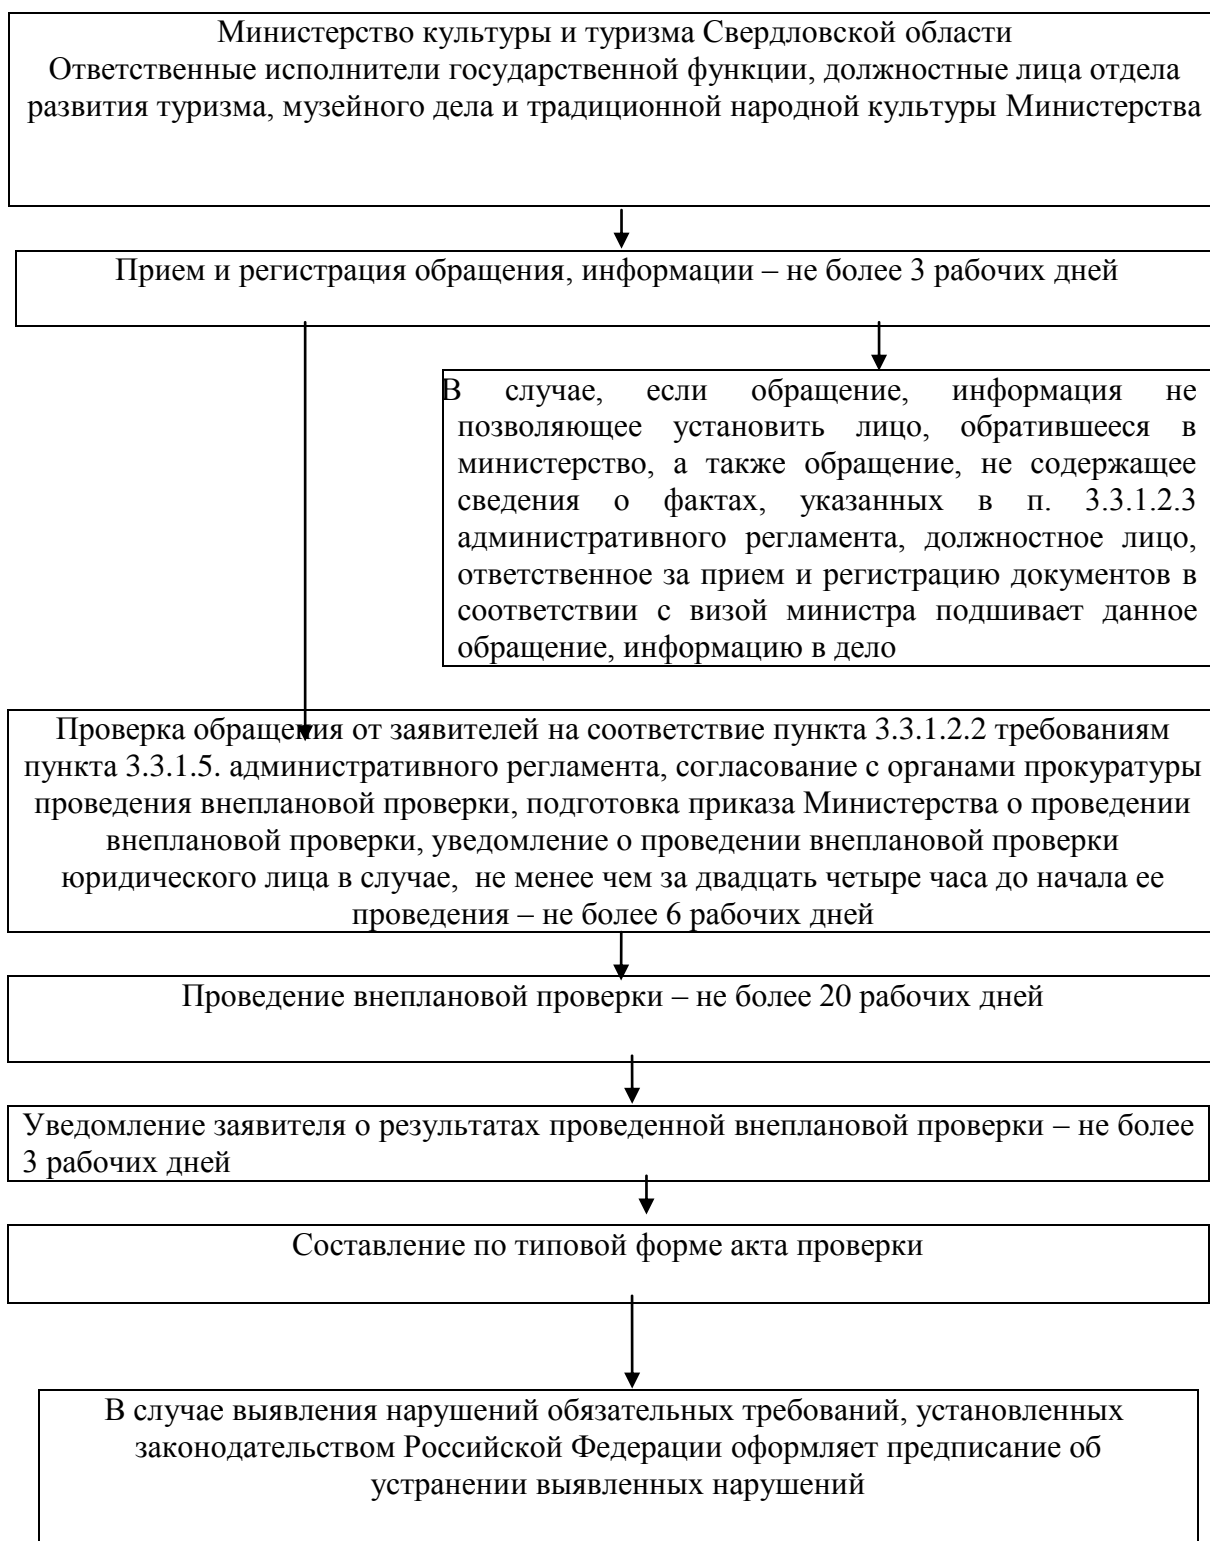 Министерство культуры и туризма Свердловской области
Ответственные исполнители государственной функции, должностные лица отдела
развития туризма, музейного дела и традиционной народной культуры Министерства
Прием и регистрация обращения, информации – не более 3 рабочих дней
В случае, если обращение, информация не
позволяющее установить лицо, обратившееся в
министерство, а также обращение, не содержащее
сведения о фактах, указанных в п. 3.3.1.2.3
административного регламента, должностное лицо,
ответственное за прием и регистрацию документов в
соответствии с визой министра подшивает данное
обращение, информацию в дело
Проверка обращения от заявителей на соответствие пункта 3.3.1.2.2 требованиям
пункта 3.3.1.5. административного регламента, согласование с органами прокуратуры
проведения внеплановой проверки, подготовка приказа Министерства о проведении
внеплановой проверки, уведомление о проведении внеплановой проверки
юридического лица в случае, не менее чем за двадцать четыре часа до начала ее
проведения – не более 6 рабочих дней
Проведение внеплановой проверки – не более 20 рабочих дней
Уведомление заявителя о результатах проведенной внеплановой проверки – не более
3 рабочих дней
Составление по типовой форме акта проверки
В случае выявления нарушений обязательных требований, установленных
законодательством Российской Федерации оформляет предписание об
устранении выявленных нарушений